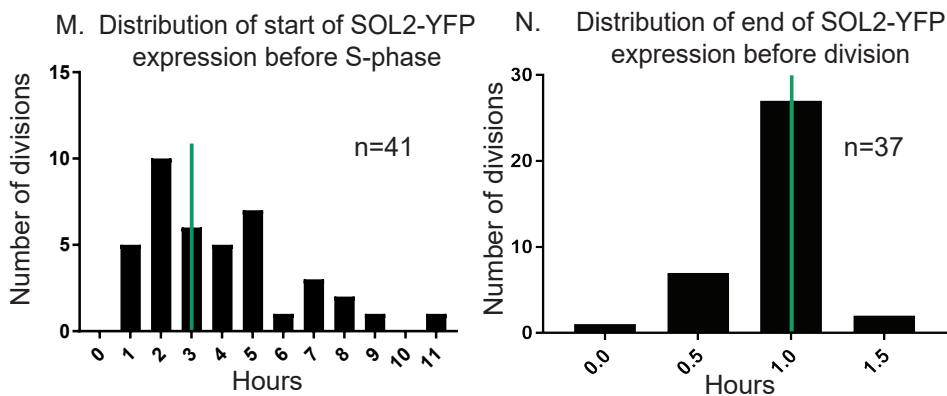 M. Distribution of start of SOL2-YFP
expression before S-phase
15
10
5
0
Number of divisions
n=41
0 1 2 3 4 5 6 7 8 9 10 11
Hours
N. Distribution of end of SOL2-YFP
expression before division
30
20
10
0
Number of divisions
n=37
0.0 0.5 1.0 1.5
Hours